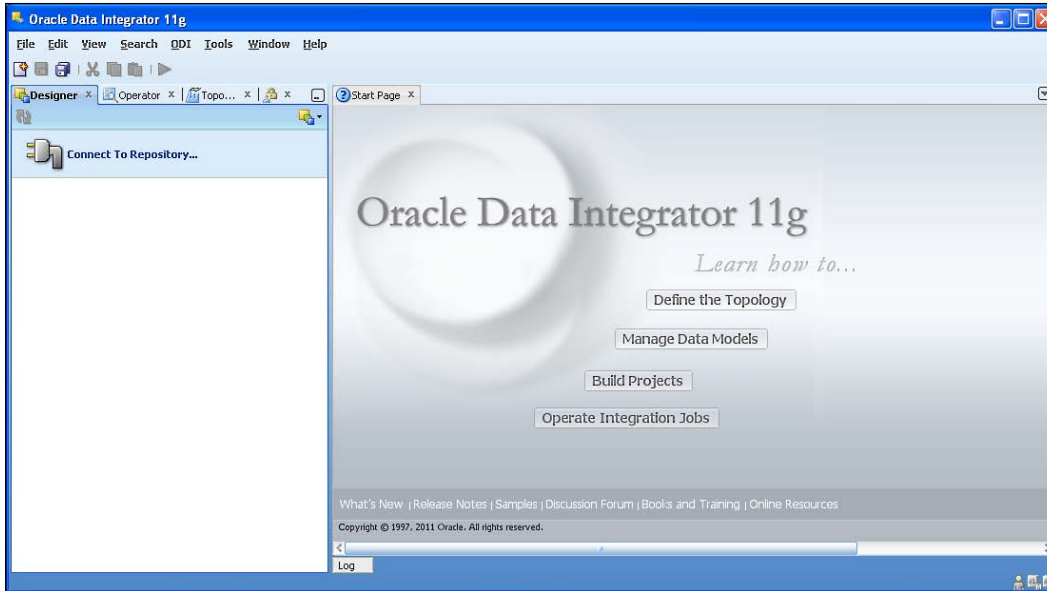 Oracle Data Integrator 11g
File Edit View Search ODI Tools Window Help
Designer x Operator x Topo... x x
Start Page x
Connect To Repository...
Oracle Data Integrator 11g
Learn how to...
Define the Topology
Manage Data Models
Build Projects
Operate Integration Jobs
What's New | Release Notes | Samples | Discussion Forum | Books and Training | Online Resources
Copyright © 1997, 2011 Oracle. All rights reserved.
Log